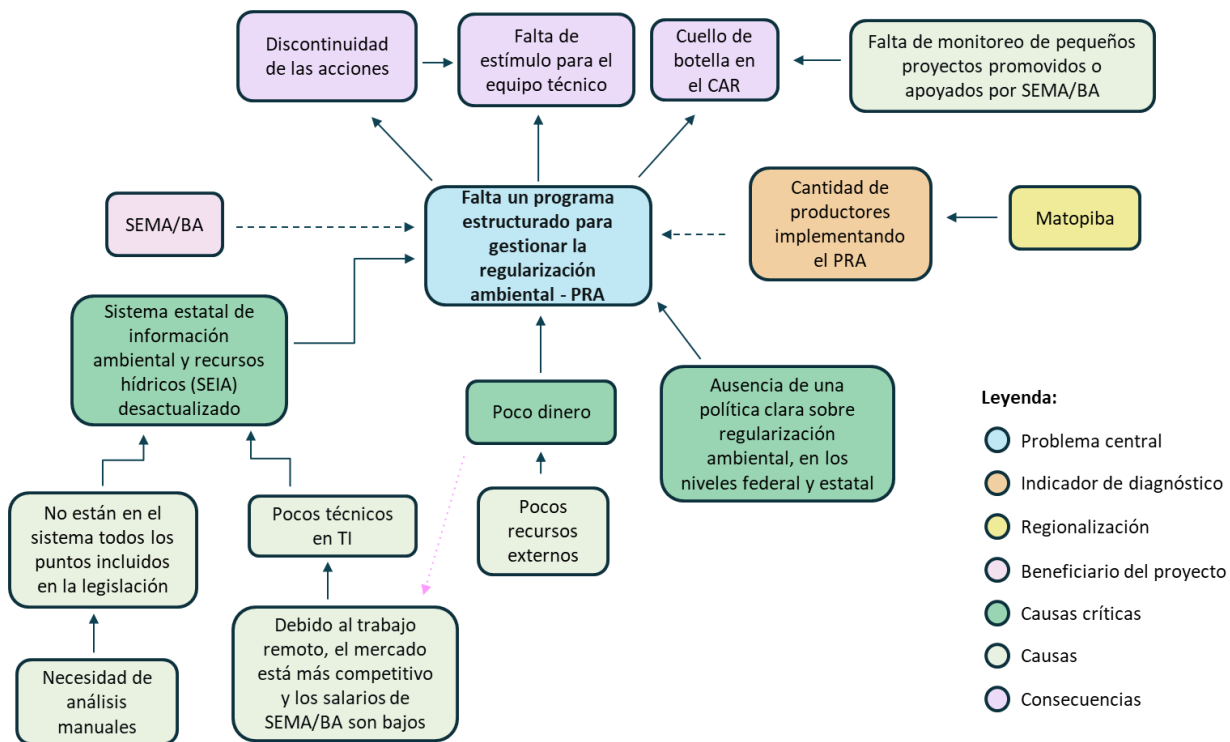 Discontinuidad
de las acciones
Falta de
estímulo para el
equipo técnico
Cuello de
botella en
el CAR
Falta de monitoreo de pequeños
proyectos promovidos o
apoyados por SEMA/BA
SEMA/BA
Falta un programa
estructurado para
gestionar la
regularización
ambiental - PRA
Cantidad de
productores
implementando
el PRA
Matopiba
Sistema estatal de
información
ambiental y recursos
hídricos (SEIA)
desactualizado
Poco dinero
Ausencia de una
política clara sobre
regularización
ambiental, en los
niveles federal y estatal
No están en el
sistema todos los
puntos incluidos
en la legislación
Pocos técnicos
en TI
Pocos
recursos
externos
Necesidad de
análisis
manuales
Debido al trabajo
remoto, el mercado
está más competitivo
y los salarios de
SEMA/BA son bajos
Leyenda:
Problema central
Indicador de diagnóstico
Regionalización
Beneficiario del proyecto
Causas críticas
Causas
Consecuencias